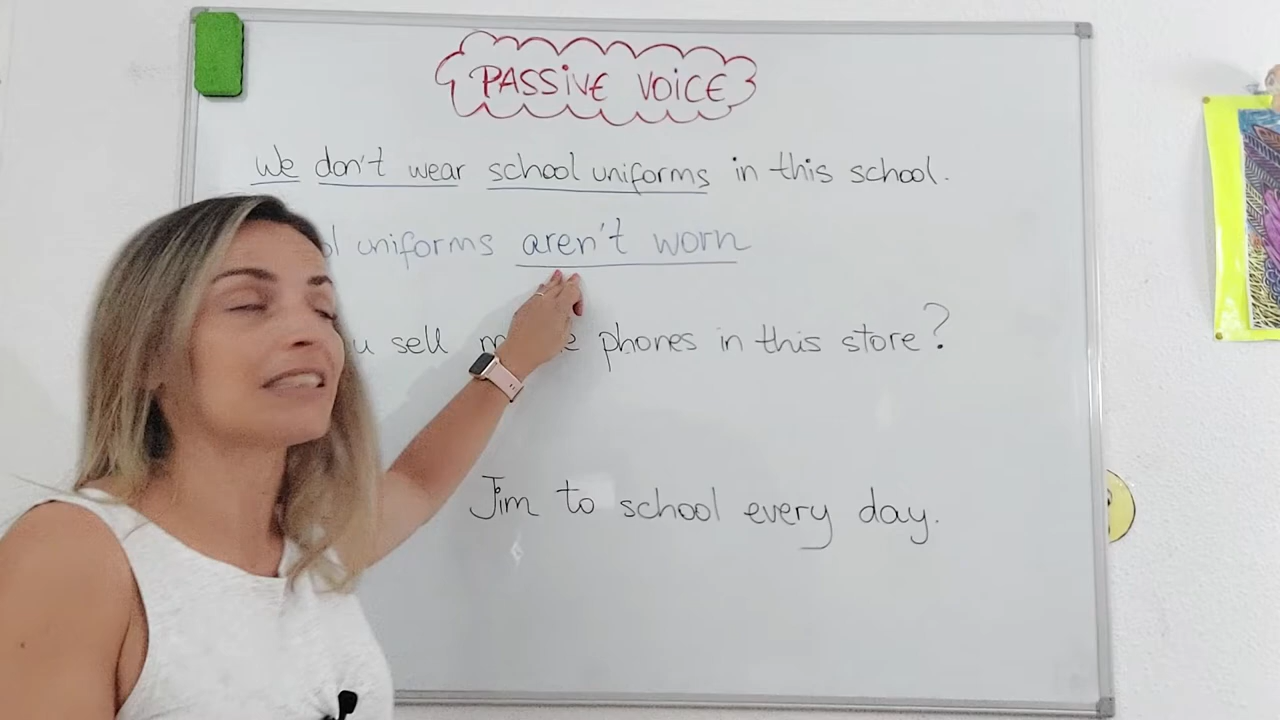 PASSIVE VOICE
We don't wear school uniforms in this school.
uniforms aren't worn
sell phones in this store?
Jim to school every day.